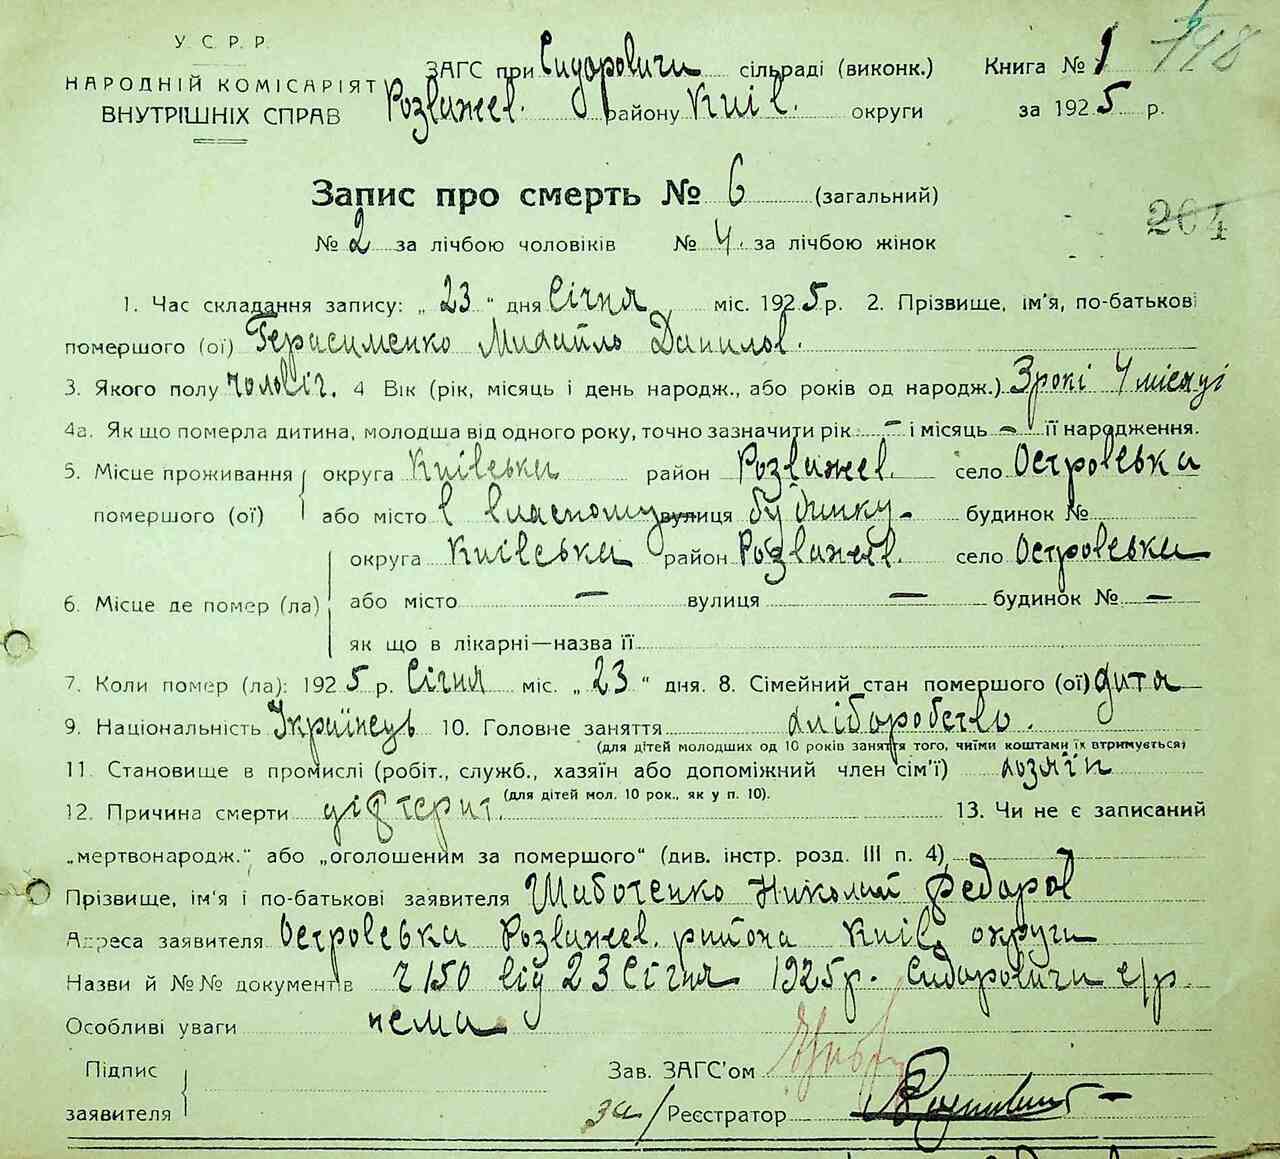 У. С. Р. Р.
НАРОДНІЙ КОМІСАРІЯТ
ВНУТРІШНІХ СПРАВ
ЗАГС при Сидоровичи сільраді (виконк.) Книга № 1 198
Розважев. району Київ. округи за 1925 р.
Запис про смерть № 6 (загальний)
264
№ 2 за лічбою чоловіків № 4. за лічбою жінок
1. Час складання запису: „ 23 “ дня Січня міс. 1925 р. 2. Прізвище, ім'я, по-батькові
помершого (ої) Герасименко Михайло Данилов.
3. Якого полу чоловіч. 4 Вік (рік, місяць і день народж., або років од народж.) 3 рокі 4 місяці
4а. Як що померла дитина, молодша від одного року, точно зазначити рік – і місяць – її народження.
5. Місце проживання округа Київська район Розважев. село Островська
помершого (ої) або місто в власному вулиця будинку - будинок №
округа Київська район Розважев. село Островська
6. Місце де помер (ла) або місто — вулиця — будинок № —
як що в лікарні—назва її
7. Коли помер (ла): 1925 р. Січня міс. „ 23 “ дня. 8. Сімейний стан помершого (ої) дитя
9. Національність Українець 10. Головне заняття хліборобство.
(для дітей молодших од 10 років заняття того, чиїми коштами їх втримується)
11. Становище в промислі (робіт., служб., хазяїн або допоміжний член сім'ї) хозяїн
(для дітей мол. 10 рок., як у п. 10).
12. Причина смерти дифтерит. 13. Чи не є записаний
„мертвонародж.“ або „оголошеним за помершого“ (див. інстр. розд. III п. 4)
Прізвище, ім'я і по-батькові заявителя Шаботенко Николай Федоров
Адреса заявителя Островська Розважев. района Київ. округи
Назви й №№ документів ч 150 від 23 Січня 1925 р. Сидоровичи с/р.
Особливі уваги нема
Підпис Зав. ЗАГС'ом
заявителя за / Реєстратор